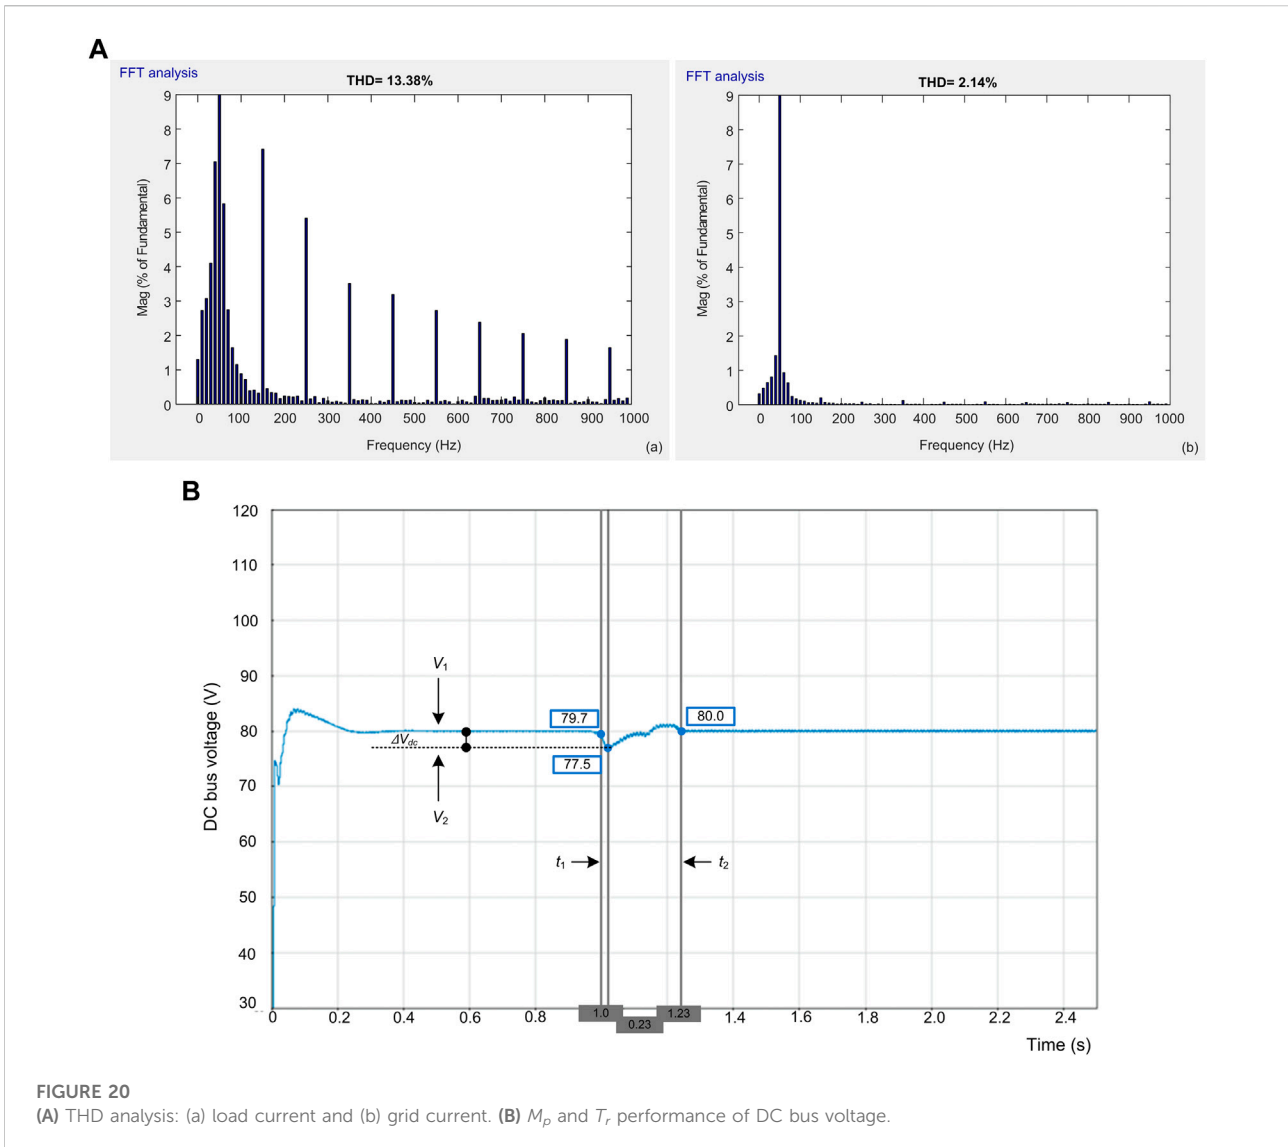 A
FFT analysis
THD= 13.38%
9
8
7
6
5
4
3
2
1
0
Mag (% of Fundamental)
0 100 200 300 400 500 600 700 800 900 1000
Frequency (Hz)
(a)
FFT analysis
THD= 2.14%
9
8
7
6
5
4
3
2
1
0
Mag (% of Fundamental)
0 100 200 300 400 500 600 700 800 900 1000
Frequency (Hz)
(b)
B
120
110
100
90
80
70
60
50
40
30
DC bus voltage (V)
V1
79.7
80.0
ΔVdc
77.5
V2
t1
t2
0 0.2 0.4 0.6 0.8 1.0 1.23 1.4 1.6 1.8 2.0 2.2 2.4
0.23
Time (s)
FIGURE 20
(A) THD analysis: (a) load current and (b) grid current. (B) Mp and Tr performance of DC bus voltage.